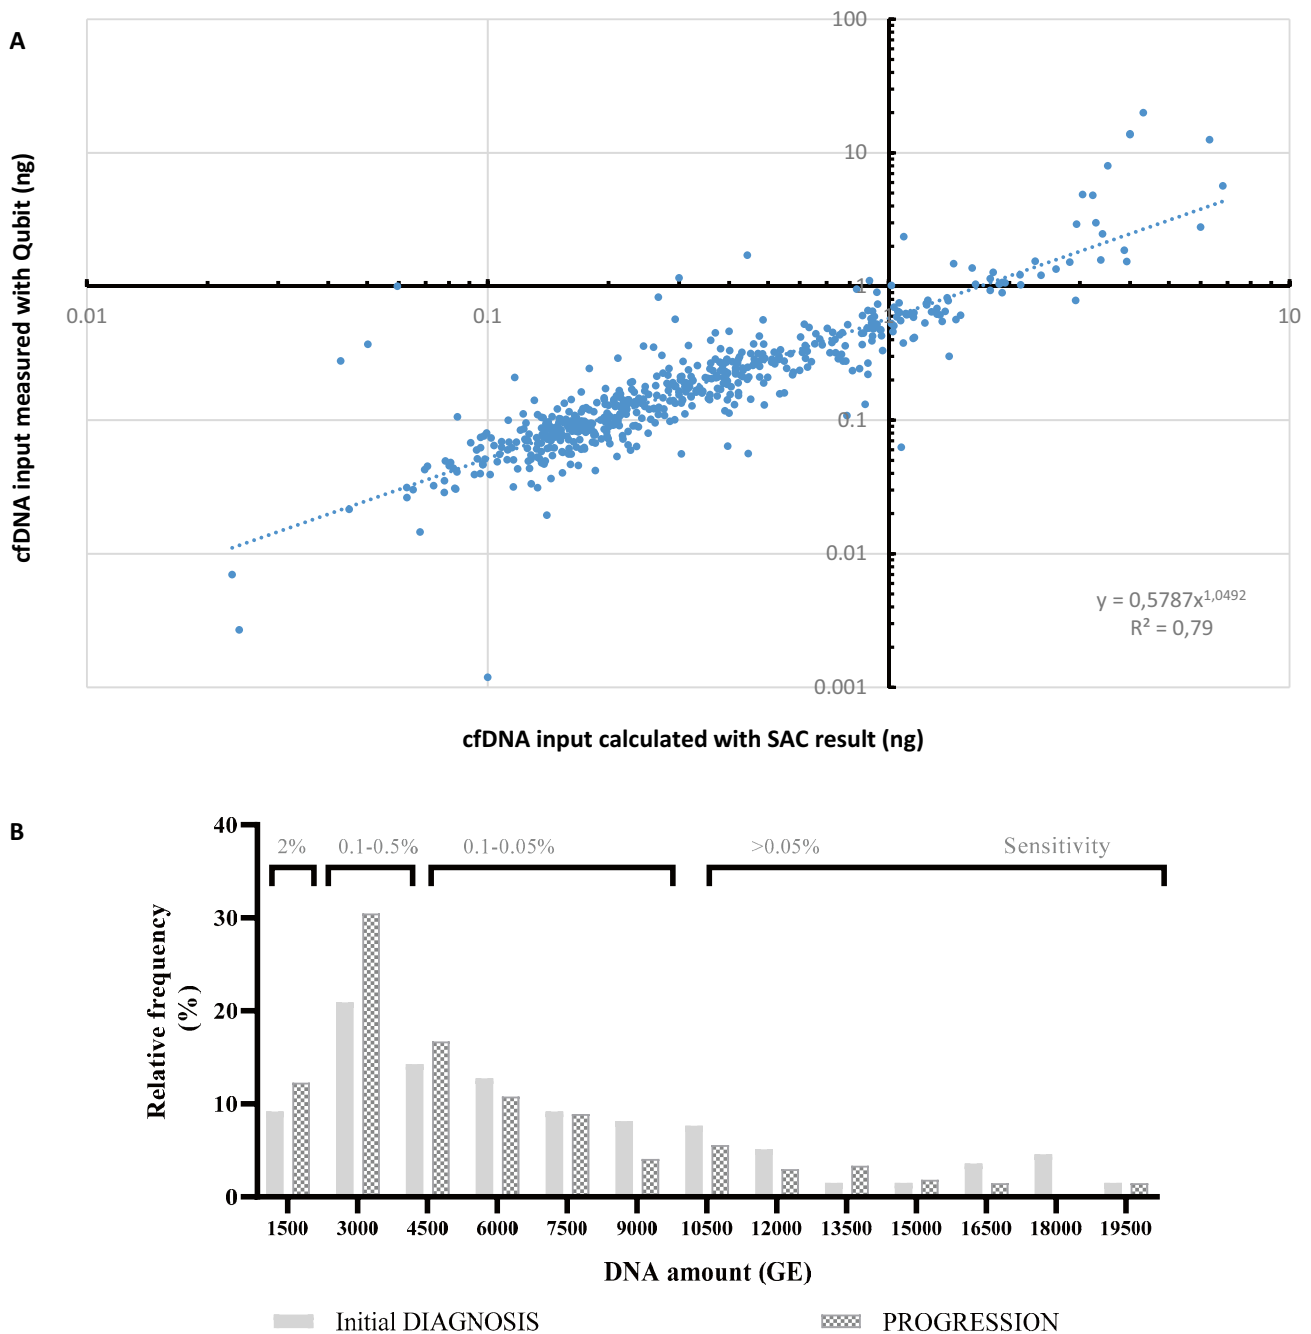 A
100
10
1
0.01
0.1
10
0.1
0.01
0.001
cfDNA input measured with Qubit (ng)
y = 0,5787x^1,0492
R² = 0,79
cfDNA input calculated with SAC result (ng)
B
40
30
20
10
0
Relative frequency
(%)
2%
0.1-0.5%
0.1-0.05%
>0.05%
Sensitivity
1500 3000 4500 6000 7500 9000 10500 12000 13500 15000 16500 18000 19500
DNA amount (GE)
Initial DIAGNOSIS
PROGRESSION